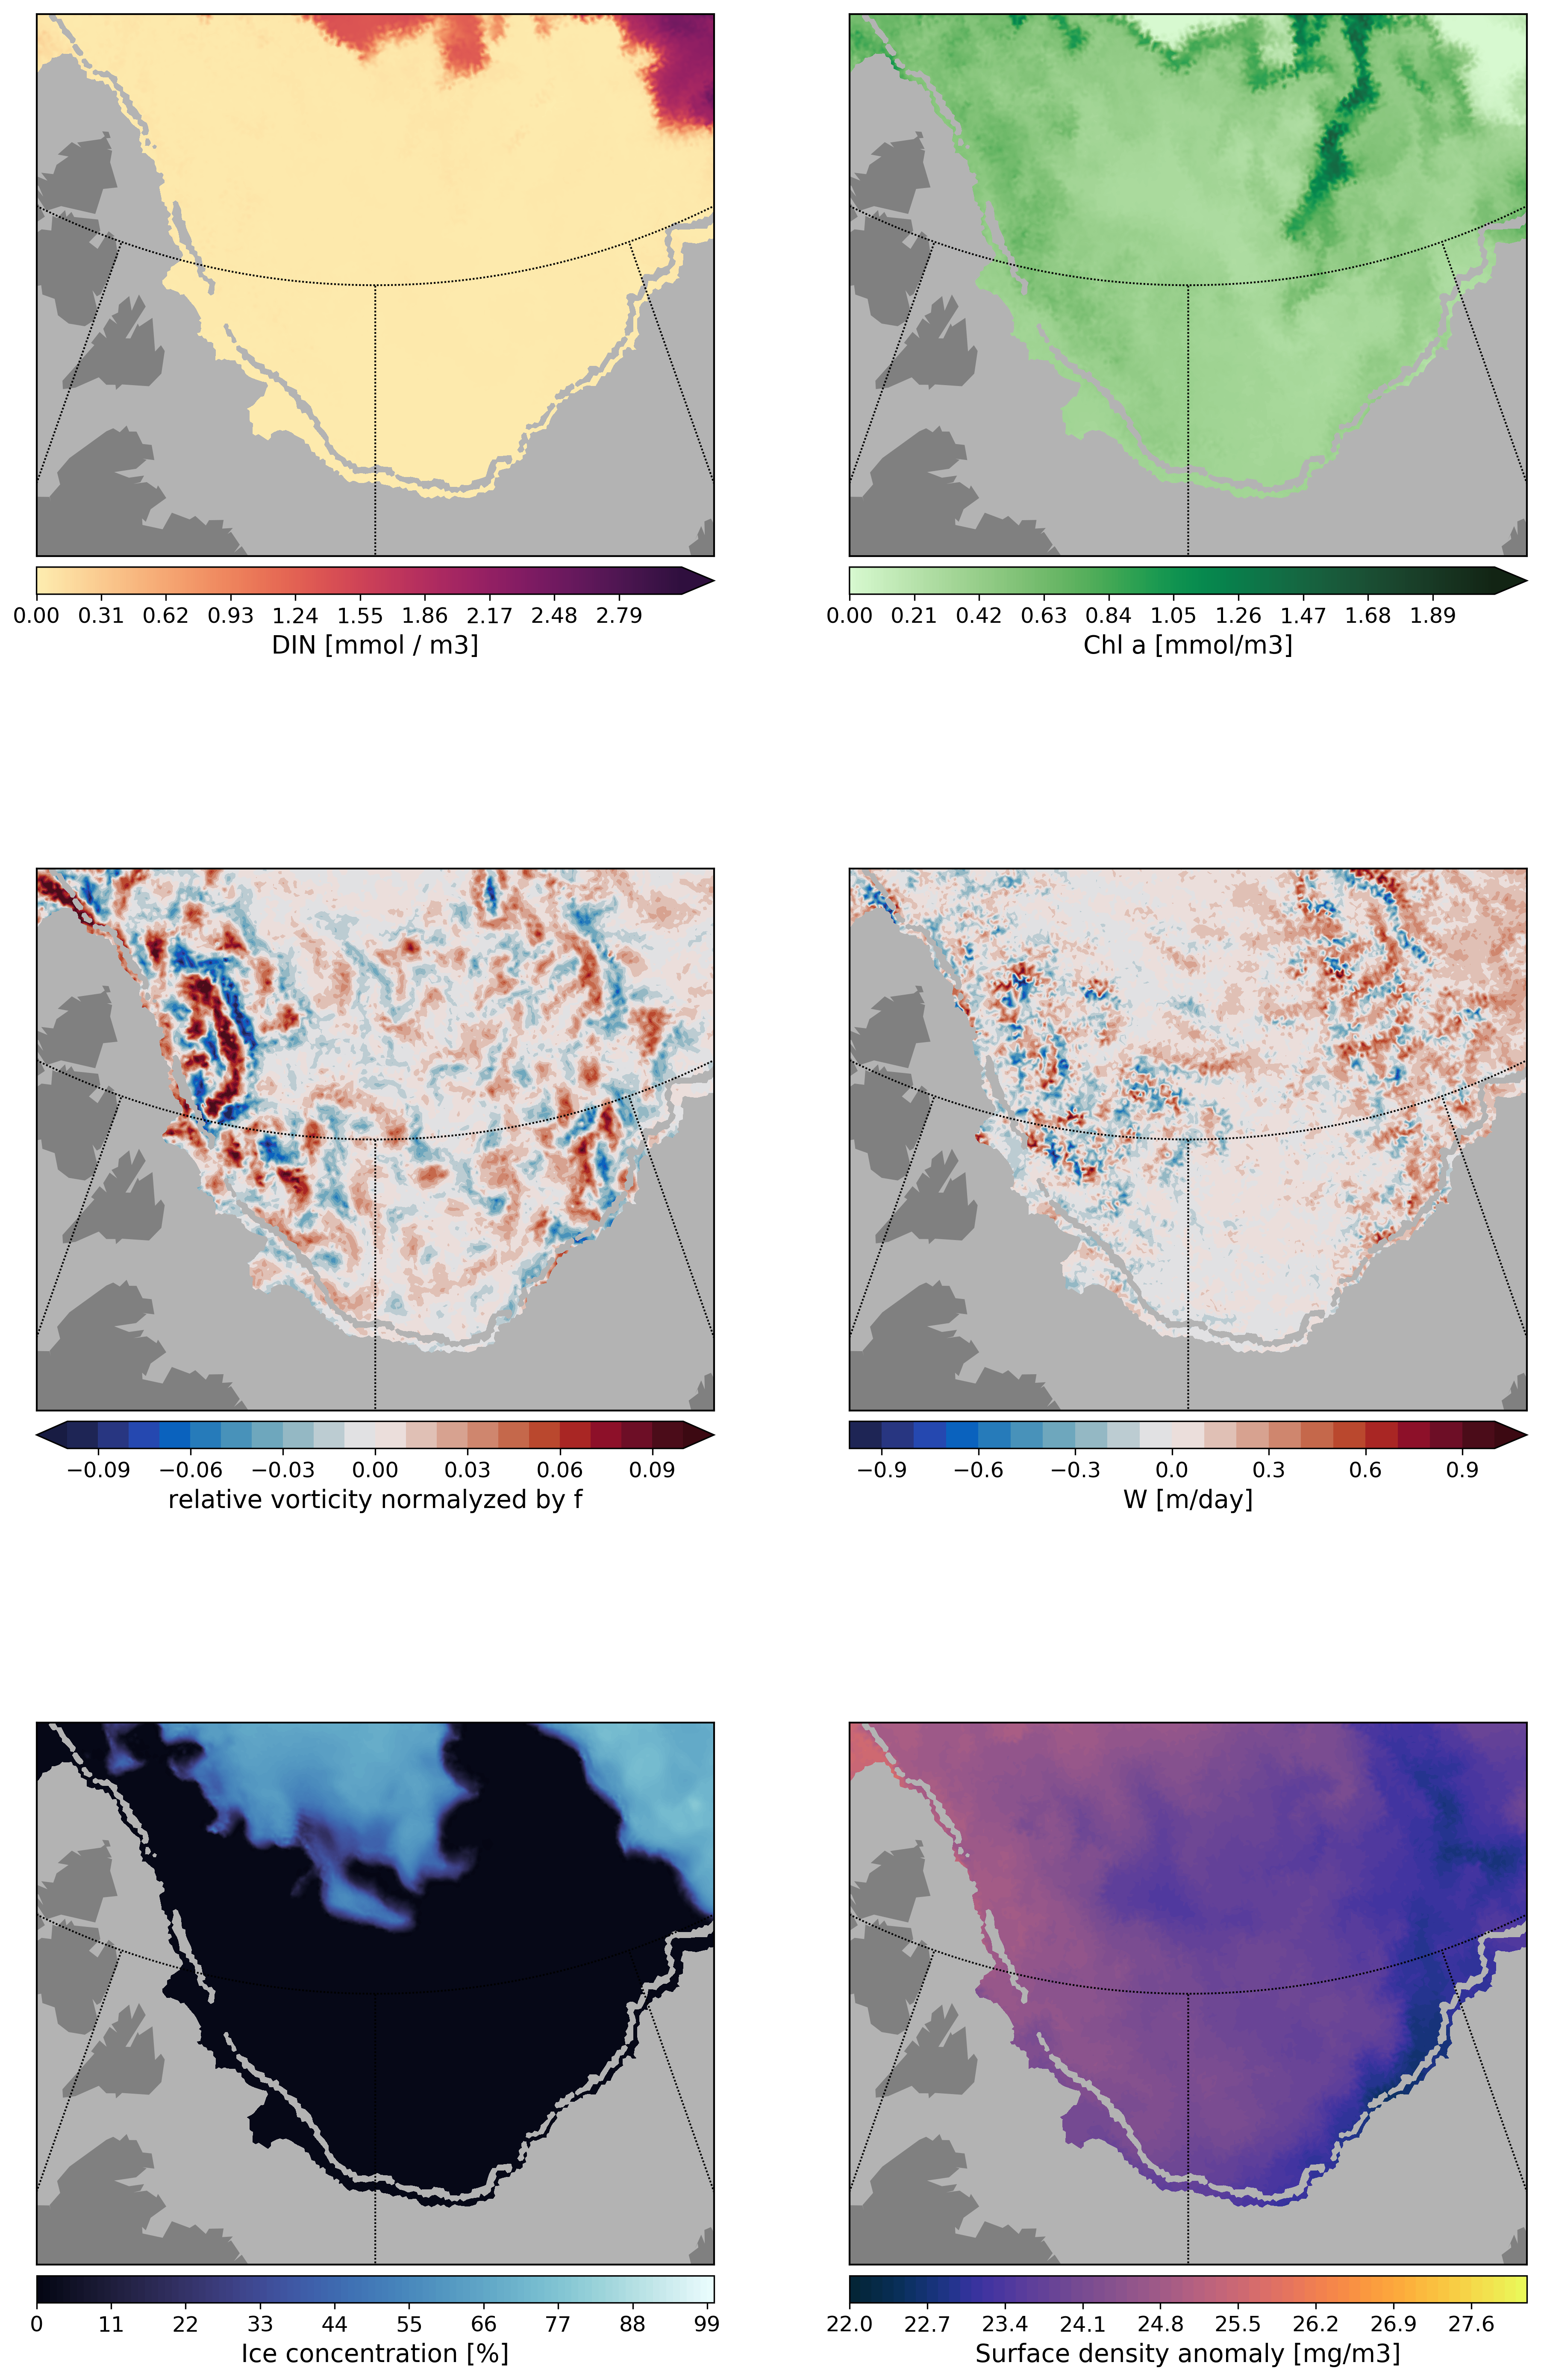 0.00 0.31 0.62 0.93 1.24 1.55 1.86 2.17 2.48 2.79
DIN [mmol / m3]
0.00 0.21 0.42 0.63 0.84 1.05 1.26 1.47 1.68 1.89
Chl a [mmol/m3]
−0.09 −0.06 −0.03 0.00 0.03 0.06 0.09
relative vorticity normalyzed by f
−0.9 −0.6 −0.3 0.0 0.3 0.6 0.9
W [m/day]
0 11 22 33 44 55 66 77 88 99
Ice concentration [%]
22.0 22.7 23.4 24.1 24.8 25.5 26.2 26.9 27.6
Surface density anomaly [mg/m3]